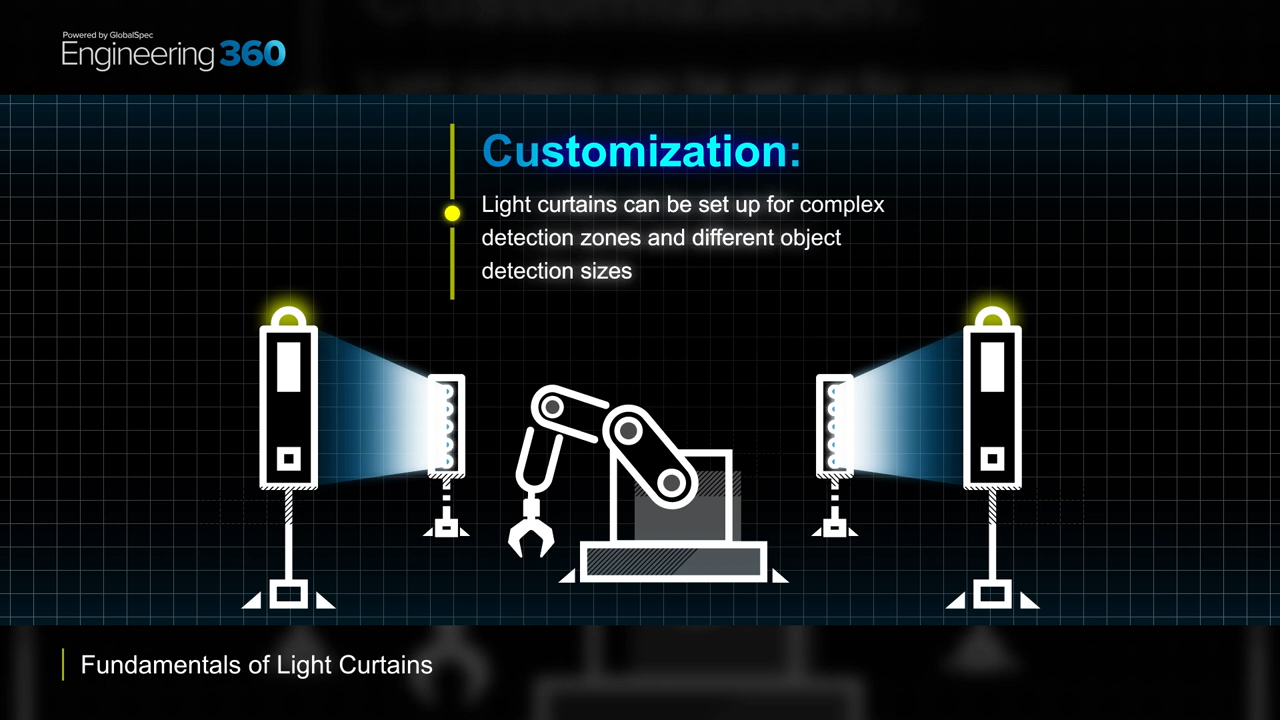 Powered by GlobalSpec
Engineering360
Customization:
Light curtains can be set up for complex
detection zones and different object
detection sizes
Fundamentals of Light Curtains